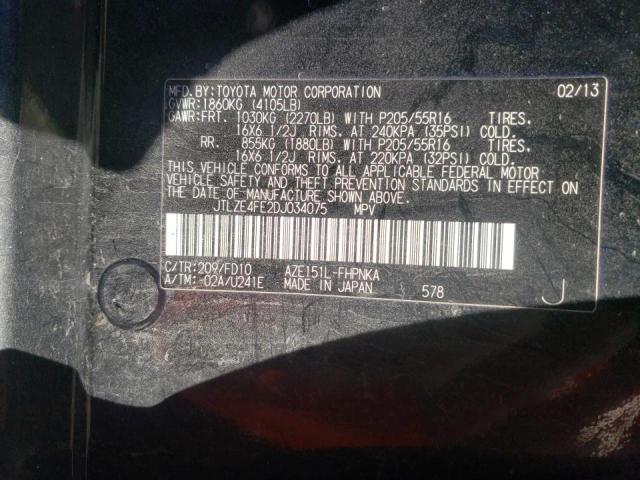 MFD.BY:TOYOTA MOTOR CORPORATION 02/13
GVWR:1860KG (4105LB)
GAWR:FRT. 1030KG (2270LB) WITH P205/55R16 TIRES.
16X6 1/2J RIMS. AT 240KPA (35PSI) COLD.
RR. 855KG (1880LB) WITH P205/55R16 TIRES.
16X6 1/2J RIMS. AT 220KPA (32PSI) COLD.
THIS VEHICLE CONFORMS TO ALL APPLICABLE FEDERAL MOTOR
VEHICLE SAFETY AND THEFT PREVENTION STANDARDS IN EFFECT ON
THE DATE OF MANUFACTURE SHOWN ABOVE.
JTLZE4FE2DJ034075 MPV
C/TR:209/FD10 AZE151L-FHPNKA
A/TM:-02A/U241E MADE IN JAPAN 578 J